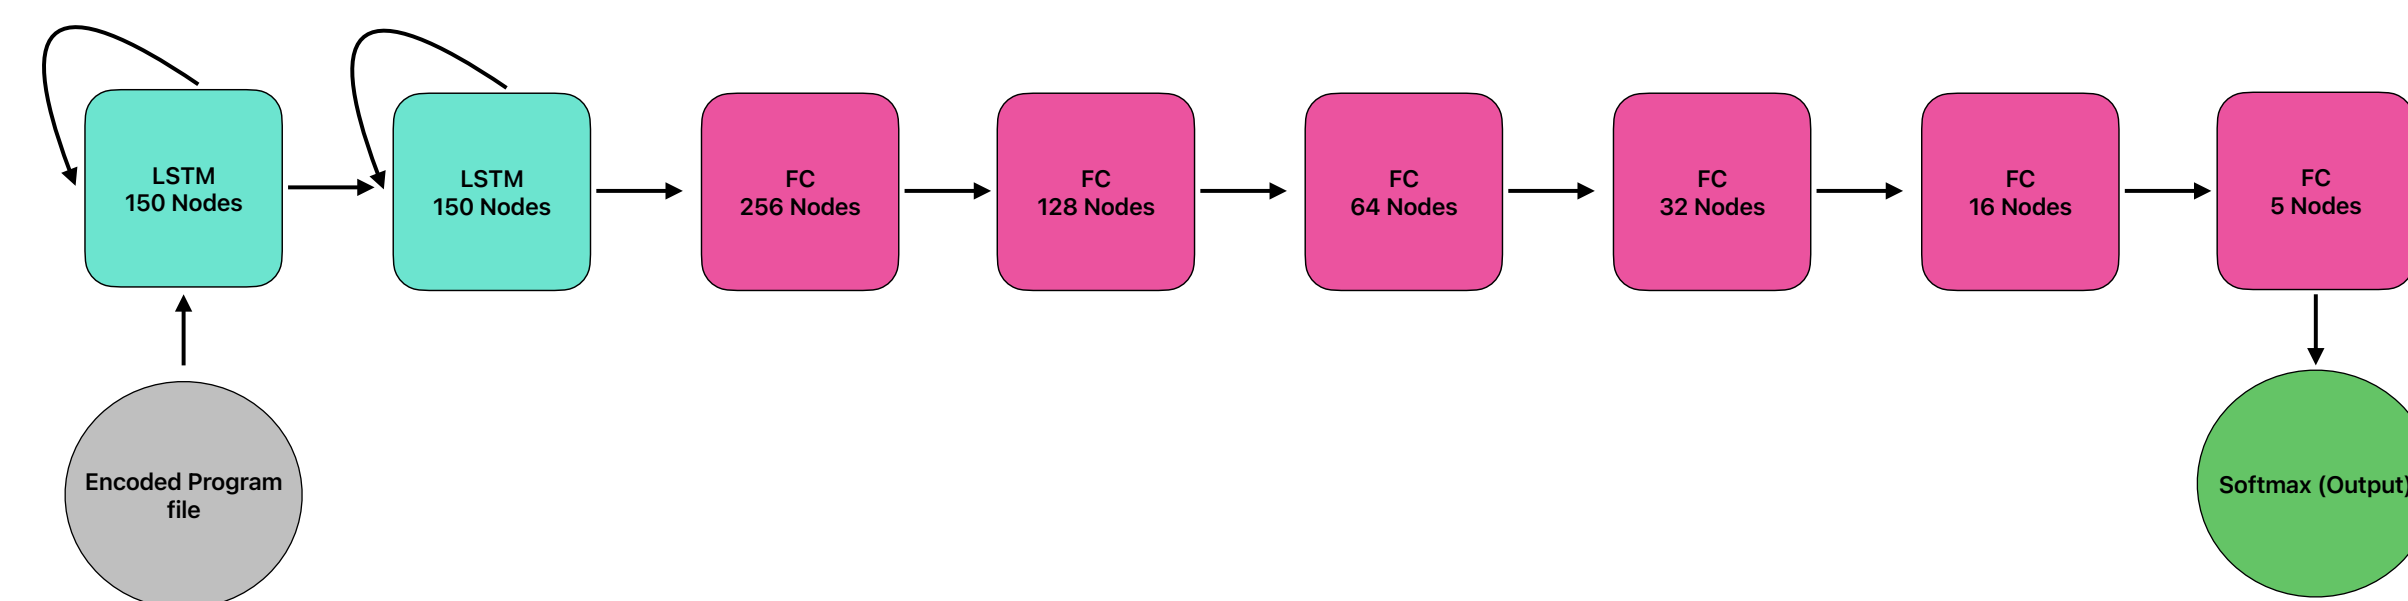 LSTM
150 Nodes
LSTM
150 Nodes
FC
256 Nodes
FC
128 Nodes
FC
64 Nodes
FC
32 Nodes
FC
16 Nodes
FC
5 Nodes
Encoded Program
file
Softmax (Output)